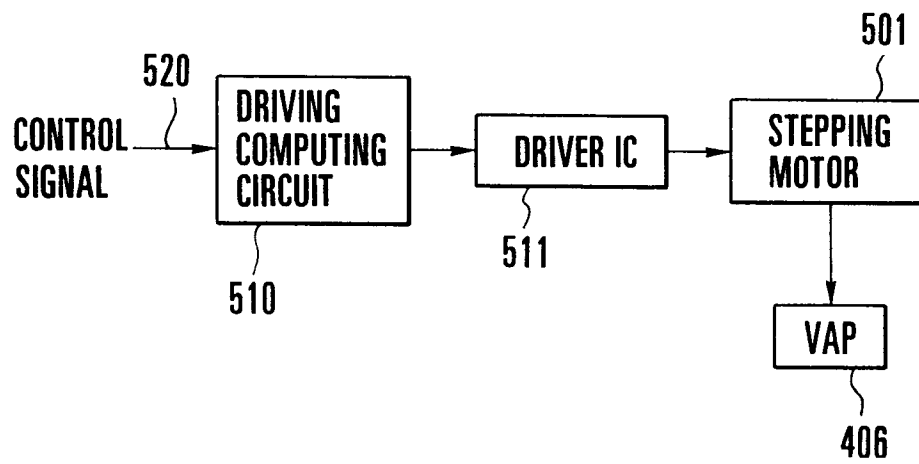 501
520
CONTROL
SIGNAL
DRIVING
COMPUTING
CIRCUIT
DRIVER IC
STEPPING
MOTOR
510
511
VAP
406